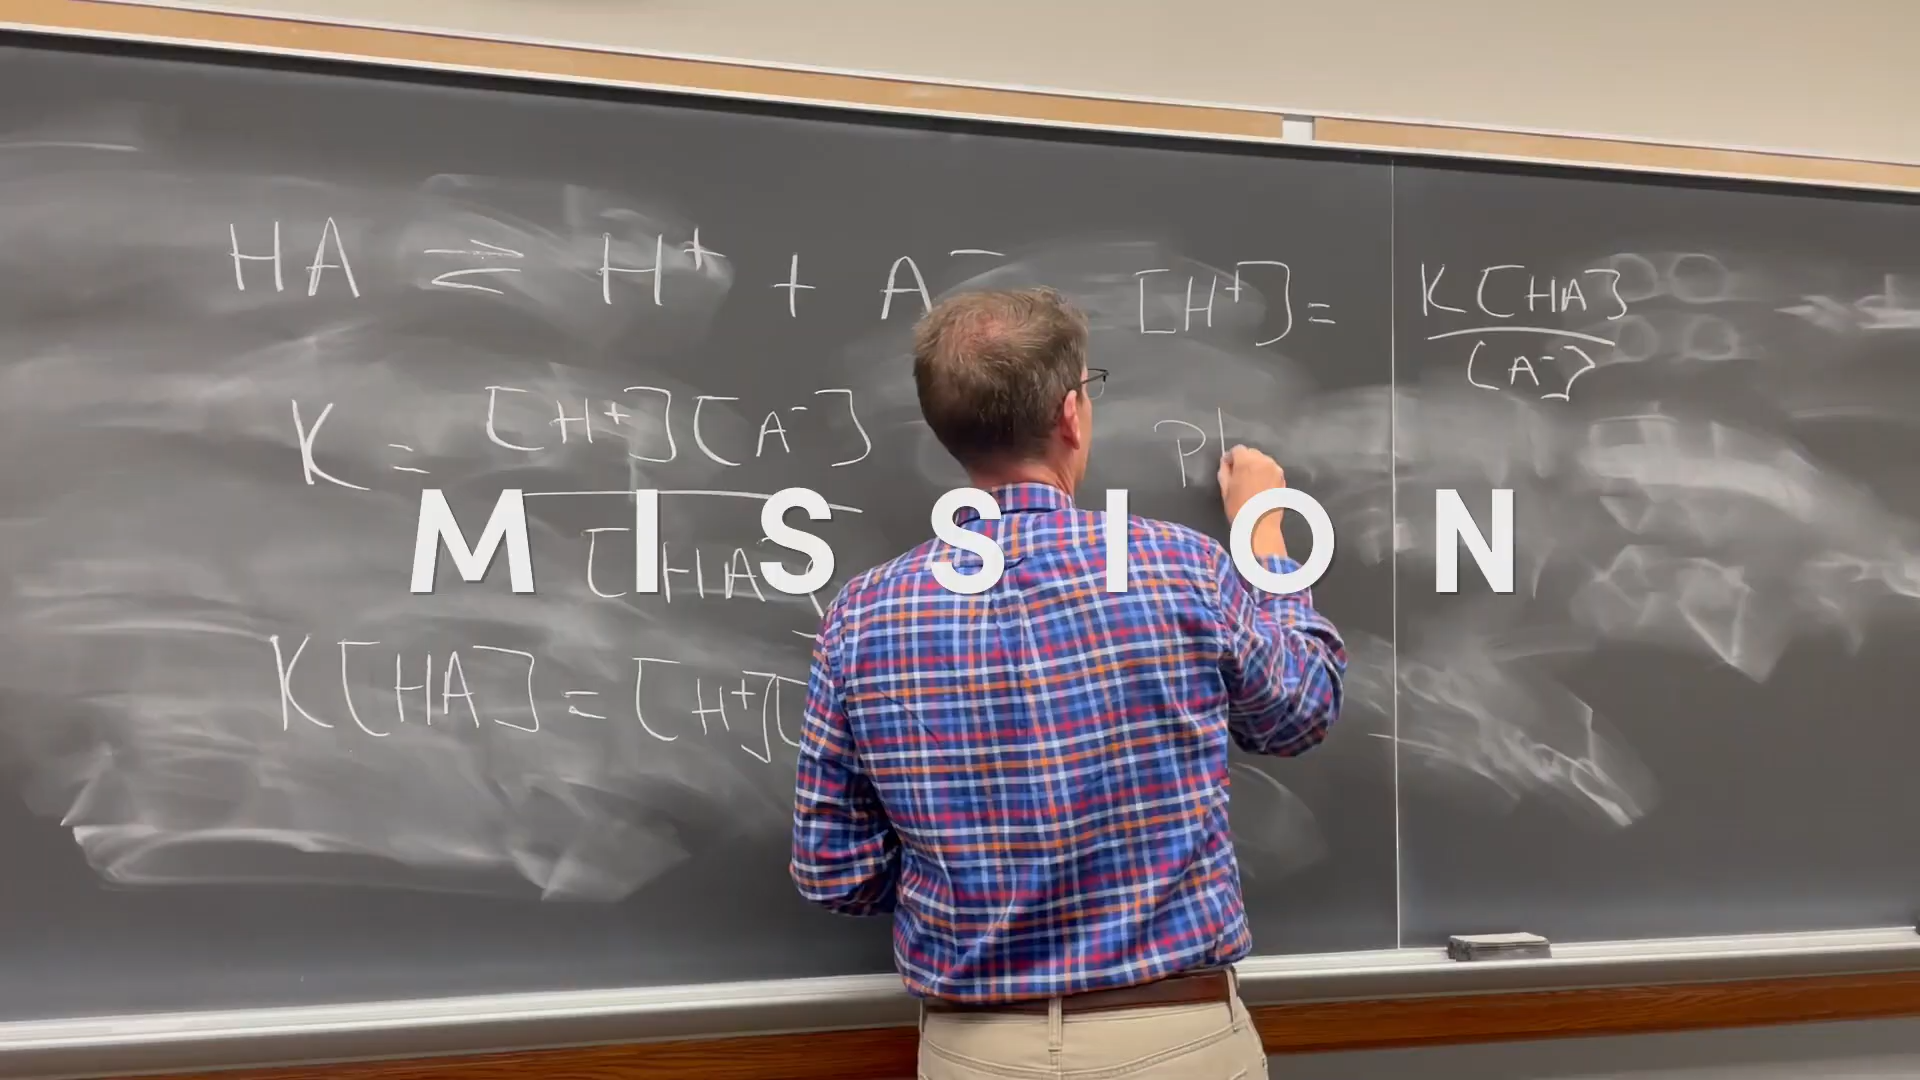 HA ⇌ H⁺ + A⁻
K = [H⁺][A⁻]
[HA]
K[HA] = [H⁺][
[H⁺] = K[HA]
[A⁻]
pH
MISSION